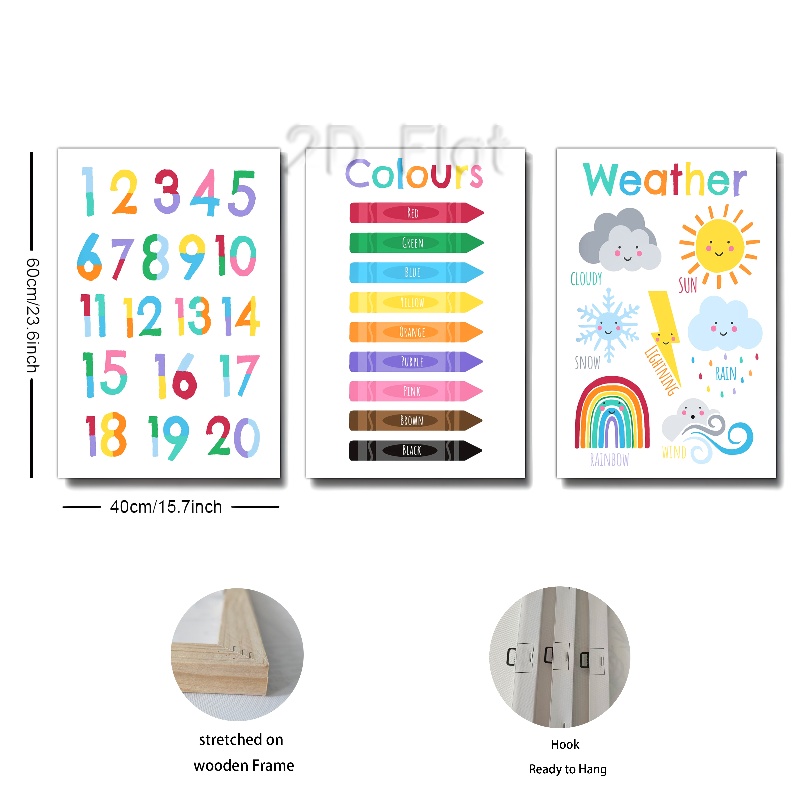 2D Flat
60cm/23.6inch
1 2 3 4 5
6 7 8 9 10
11 12 13 14
15 16 17
18 19 20
40cm/15.7inch
Colours
RED
GREEN
BLUE
YELLOW
ORANGE
PURPLE
PINK
BROWN
BLACK
Weather
CLOUDY
SUN
SNOW
LIGHTNING
RAIN
RAINBOW
WIND
stretched on
wooden Frame
Hook
Ready to Hang